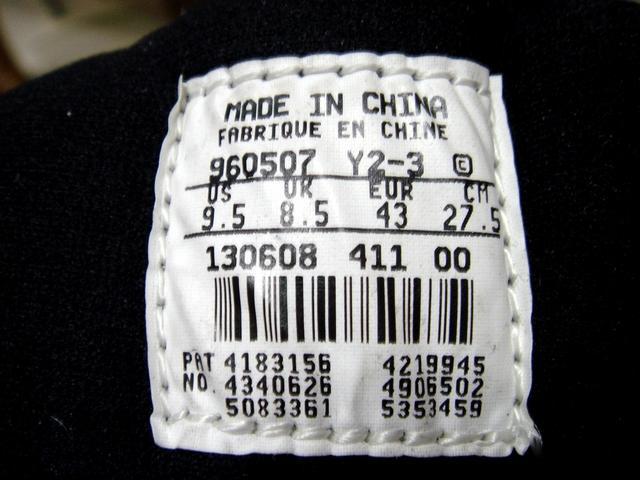 MADE IN CHINA
FABRIQUE EN CHINE
960507 Y2-3 ©
US UK EUR CM
9.5 8.5 43 27.5
130608 411 00
PAT 4183156 4219945
NO. 4340626 4906502
5083361 5353459